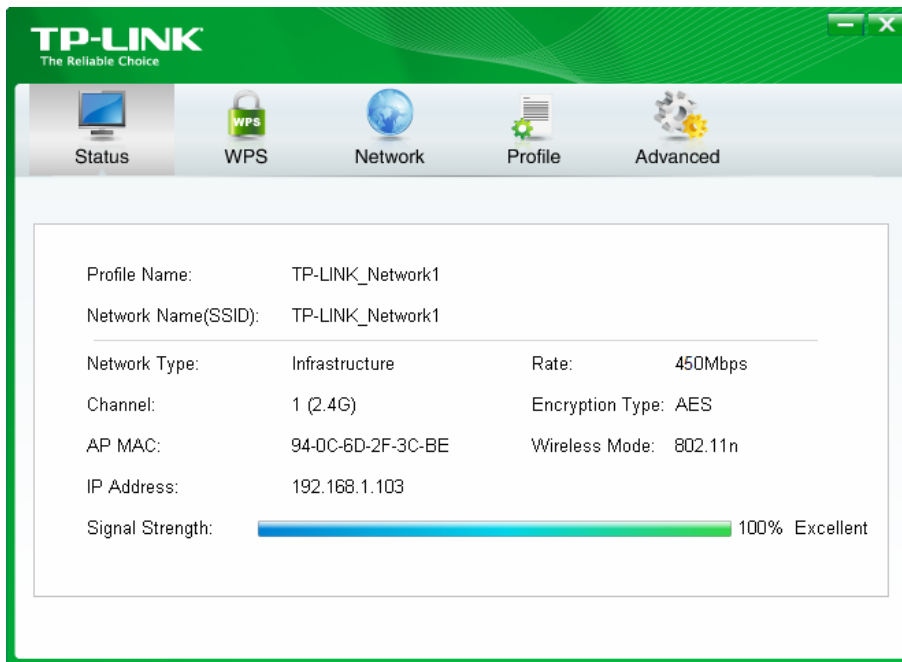 TP-LINK
The Reliable Choice
WPS
Status WPS Network Profile Advanced
Profile Name: TP-LINK_Network1
Network Name(SSID): TP-LINK_Network1
Network Type: Infrastructure Rate: 450Mbps
Channel: 1 (2.4G) Encryption Type: AES
AP MAC: 94-0C-6D-2F-3C-BE Wireless Mode: 802.11n
IP Address: 192.168.1.103
Signal Strength: 100% Excellent